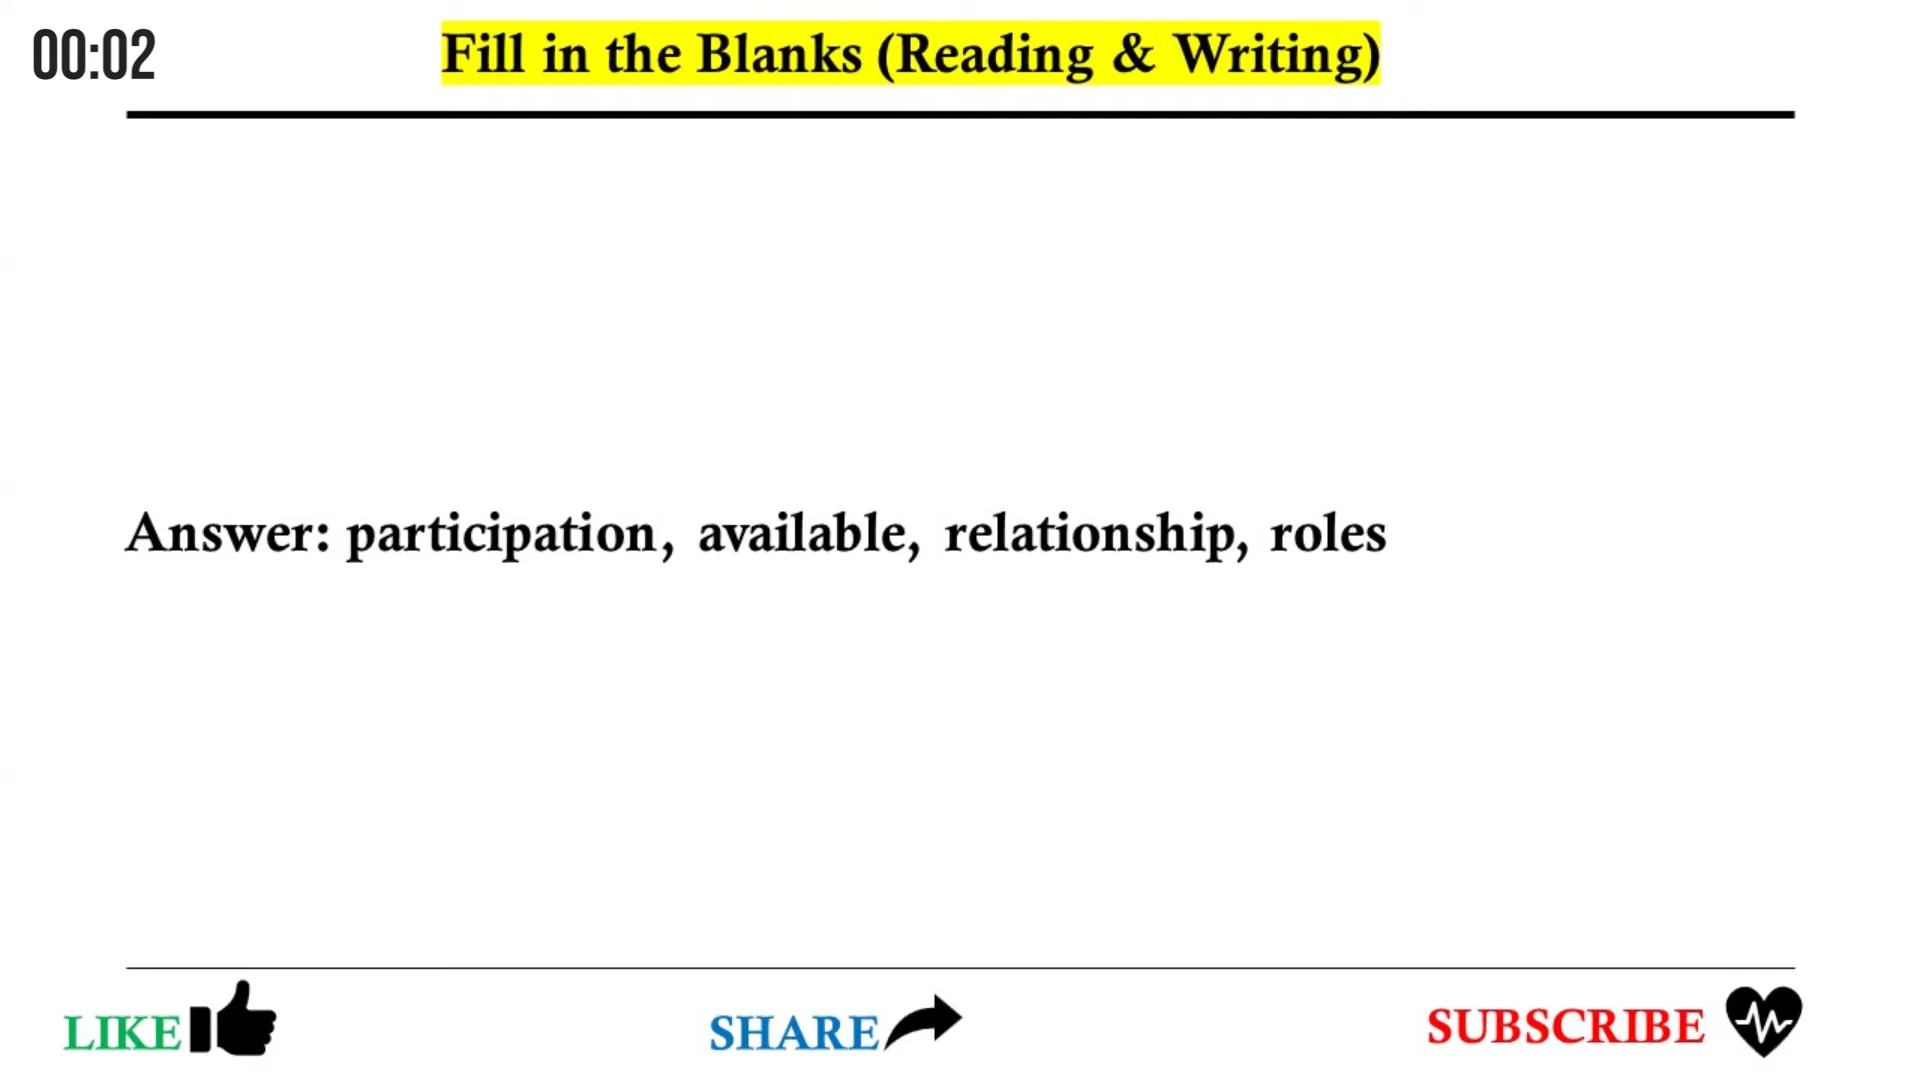 00:02
Fill in the Blanks (Reading & Writing)
Answer: participation, available, relationship, roles
LIKE
SHARE
SUBSCRIBE